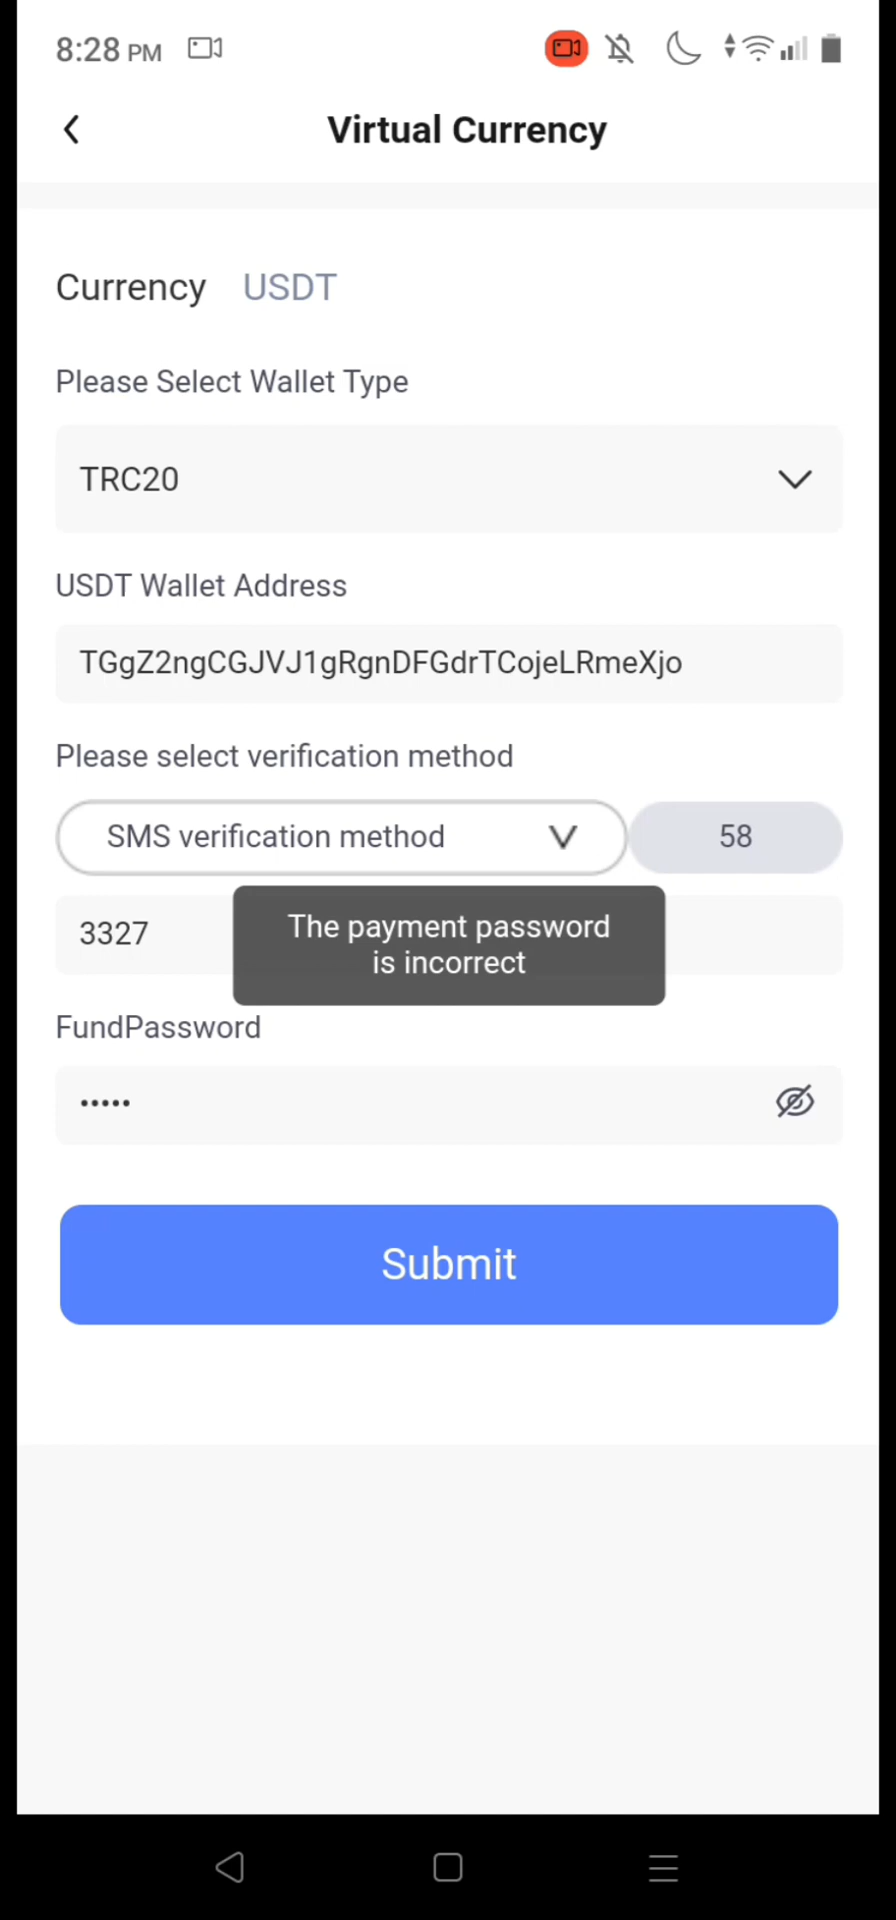 8:28 PM
Virtual Currency
Currency USDT
Please Select Wallet Type
TRC20
USDT Wallet Address
TGgZ2ngCGJVJ1gRgnDFGdrTCojeLRmeXjo
Please select verification method
SMS verification method V 58
3327
The payment password
is incorrect
FundPassword
•••••
Submit